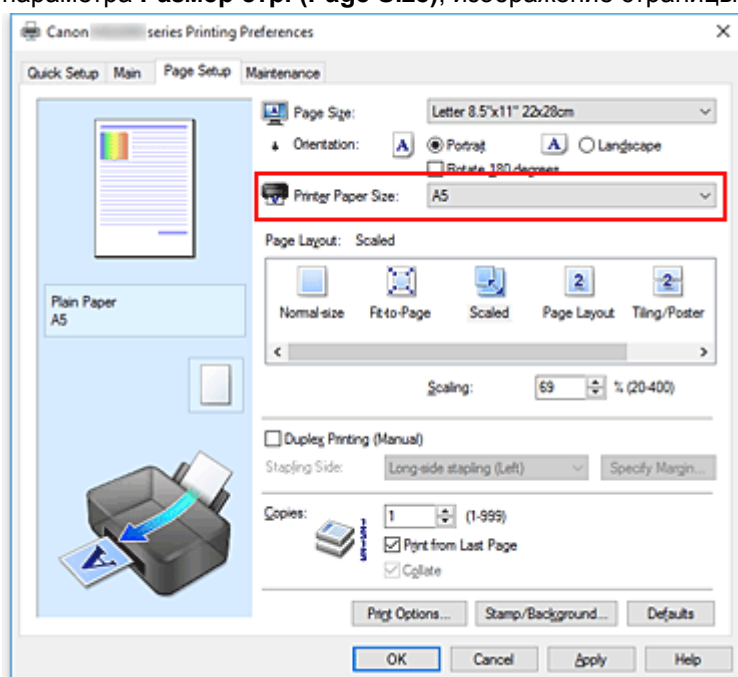 параметра Размер стр. (Page Size), изображение страницы
Canon series Printing Preferences
Quick Setup Main Page Setup Maintenance
Page Size: Letter 8.5"x11" 22x28cm
Orientation: A Portrait A Landscape
Rotate 180 degrees
Printer Paper Size: A5
Page Layout: Scaled
2 2
Normal-size Fit-to-Page Scaled Page Layout Tiling/Poster
Plain Paper
A5
Scaling: 69 % (20-400)
Duplex Printing (Manual)
Stapling Side: Long-side stapling (Left) Specify Margin...
Copies: 1 (1-999)
Print from Last Page
Collate
A
Print Options... Stamp/Background... Defaults
OK Cancel Apply Help